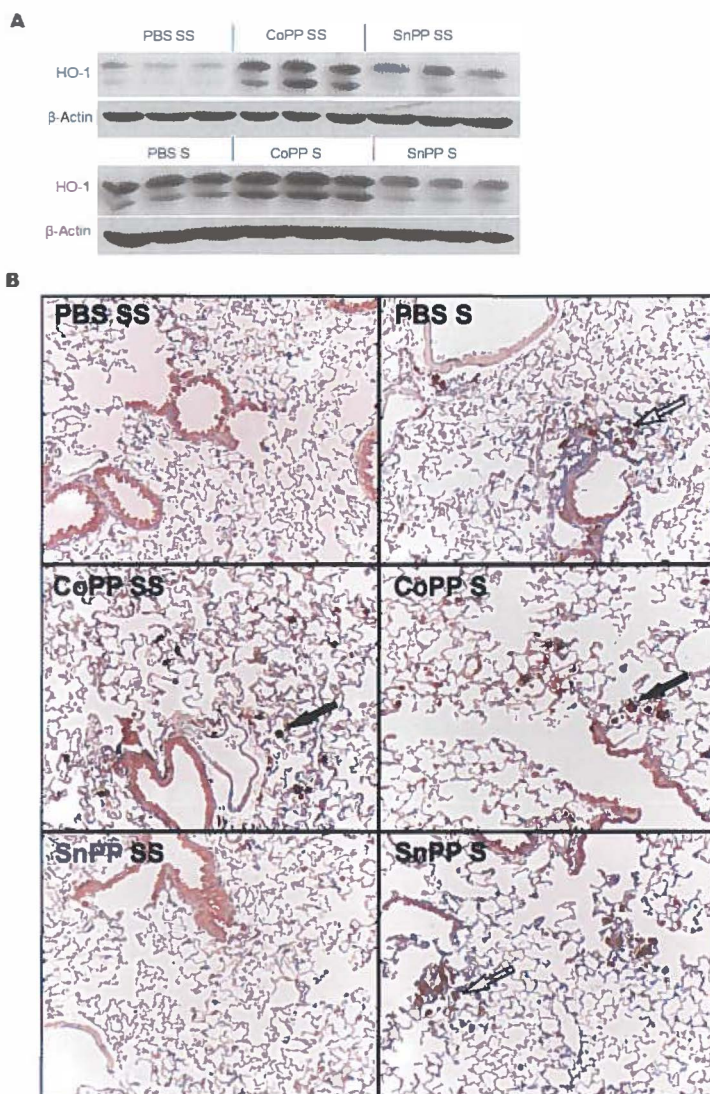 A
PBS SS CoPP SS SnPP SS
HO-1
β-Actin
PBS S CoPP S SnPP S
HO-1
β-Actin
B
PBS SS PBS S
CoPP SS CoPP S
SnPP SS SnPP S